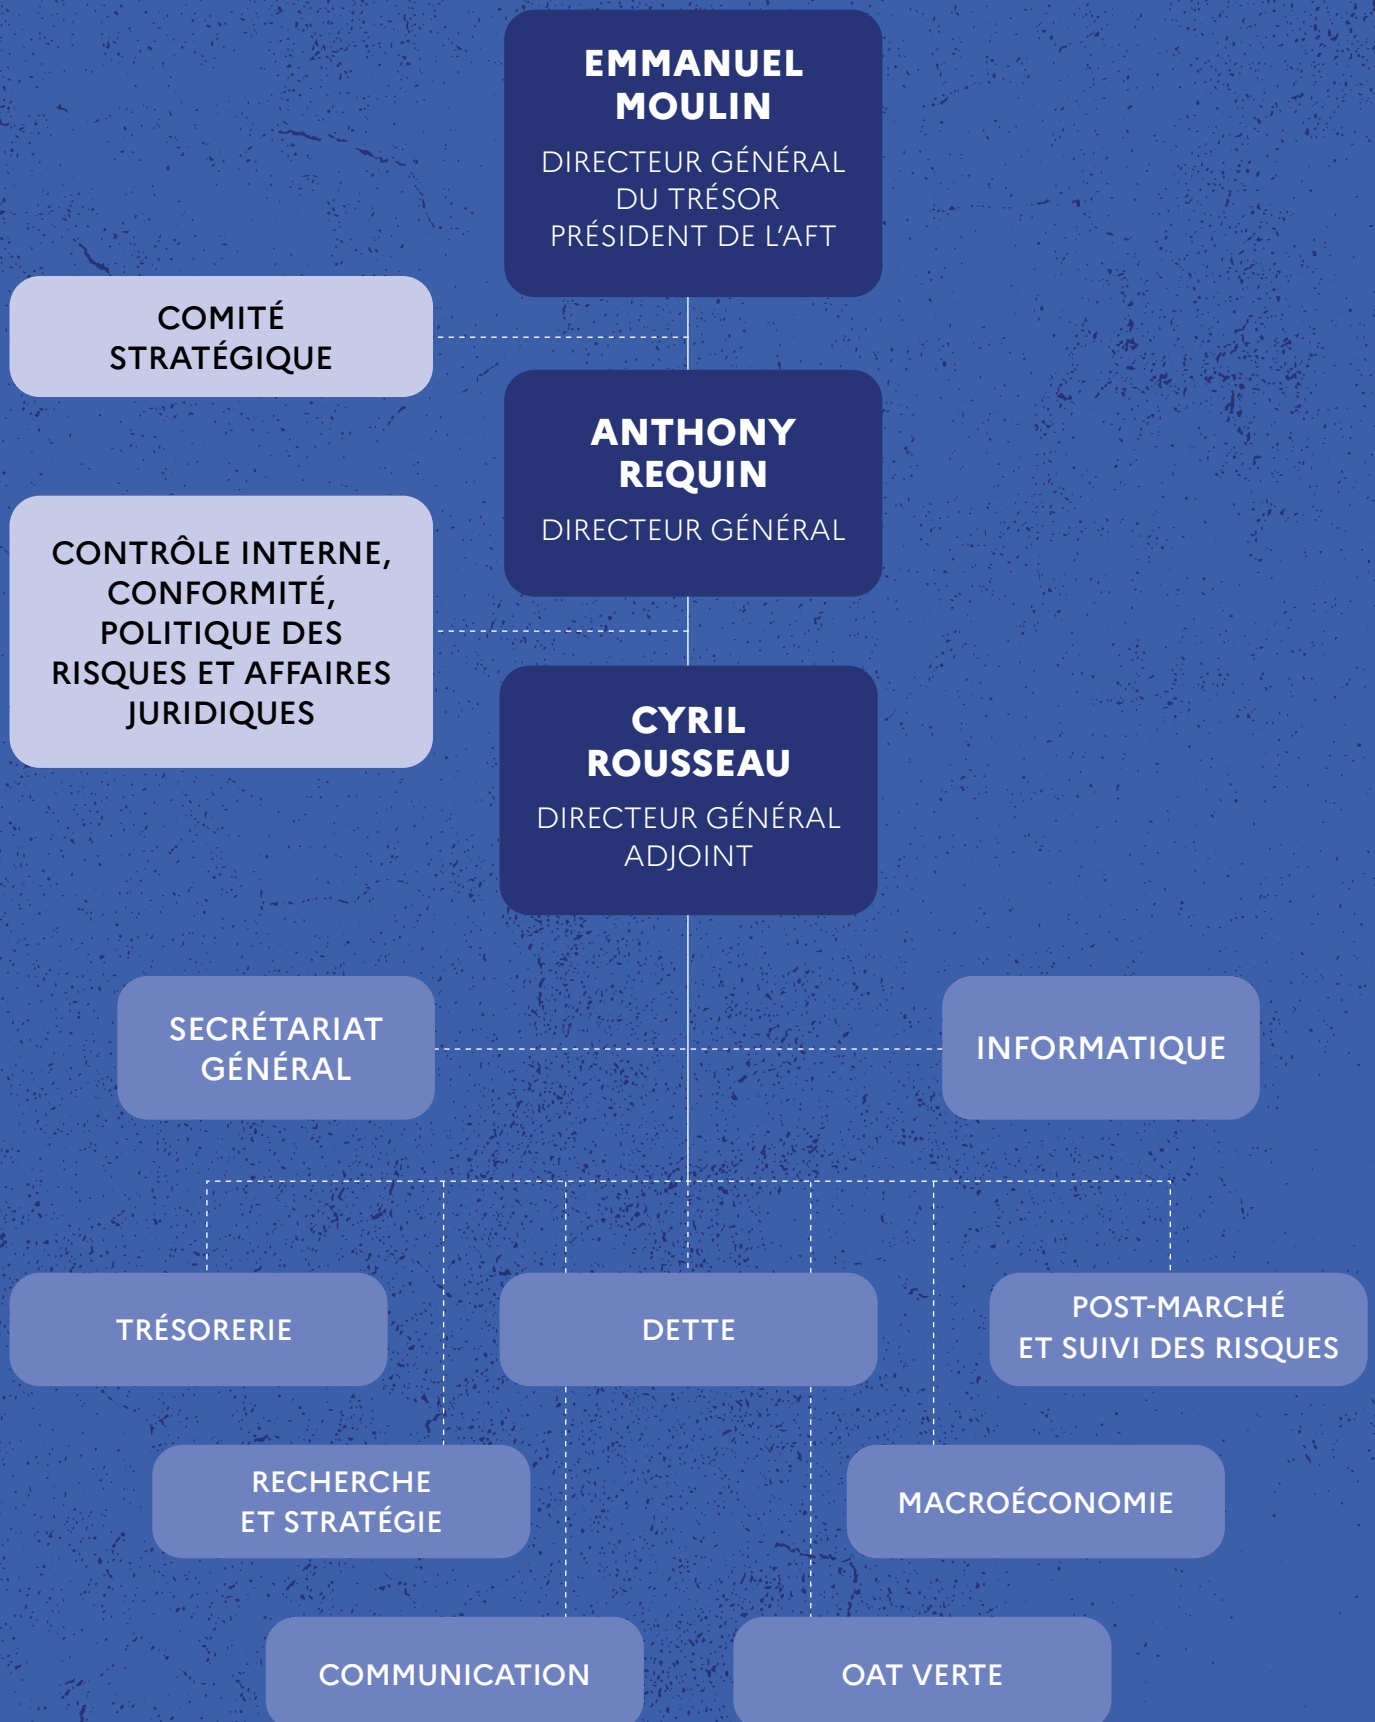 EMMANUEL
MOULIN
DIRECTEUR GÉNÉRAL
DU TRÉSOR
PRÉSIDENT DE L'AFT
COMITÉ
STRATÉGIQUE
ANTHONY
REQUIN
DIRECTEUR GÉNÉRAL
CONTRÔLE INTERNE,
CONFORMITÉ,
POLITIQUE DES
RISQUES ET AFFAIRES
JURIDIQUES
CYRIL
ROUSSEAU
DIRECTEUR GÉNÉRAL
ADJOINT
SECRÉTARIAT
GÉNÉRAL
INFORMATIQUE
TRÉSORERIE
DETTE
POST-MARCHÉ
ET SUIVI DES RISQUES
RECHERCHE
ET STRATÉGIE
MACROÉCONOMIE
COMMUNICATION
OAT VERTE